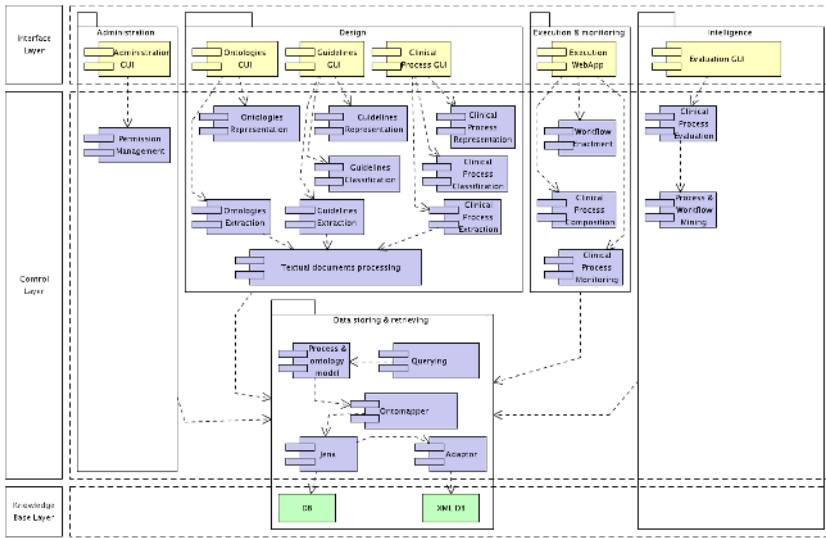 Interface
Layer
Administration
Design
Execution & monitoring
Intelligence
Administration
GUI
Ontologies
GUI
Guidelines
GUI
Clinical
Process GUI
Execution
WebApp
Evaluation GUI
Control
Layer
Permission
Management
Ontologies
Representation
Guidelines
Representation
Clinical
Process
Representation
Guidelines
Classification
Clinical
Process
Classification
Ontologies
Extraction
Guidelines
Extraction
Clinical
Process
Extraction
Textual documents processing
Workflow
Enactment
Clinical
Process
Composition
Clinical
Process
Monitoring
Clinical
Process
Evaluation
Process &
Workflow
Mining
Data storing & retrieving
Process &
ontology
model
Querying
Ontomapper
Jena
Adaptor
Knowledge
Base Layer
DB
XML DB